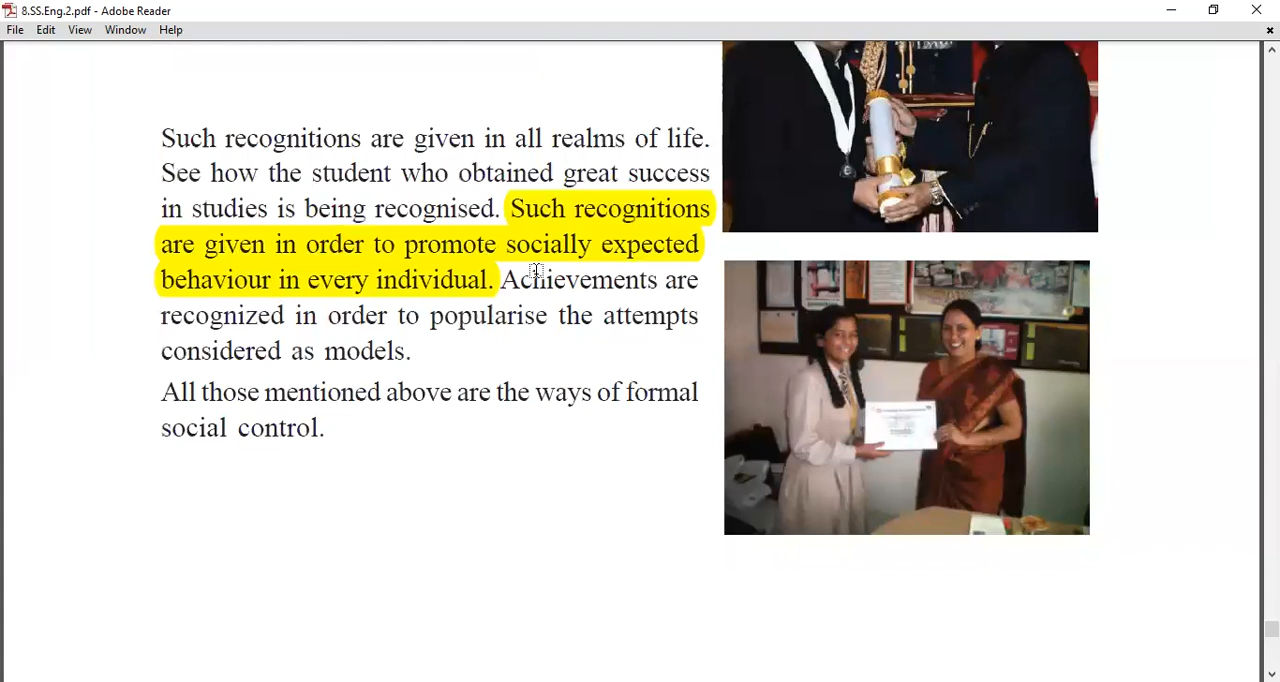 8.SS.Eng.2.pdf - Adobe Reader
File Edit View Window Help
Such recognitions are given in all realms of life.
See how the student who obtained great success
in studies is being recognised. Such recognitions
are given in order to promote socially expected
behaviour in every individual. Achievements are
recognized in order to popularise the attempts
considered as models.
All those mentioned above are the ways of formal
social control.